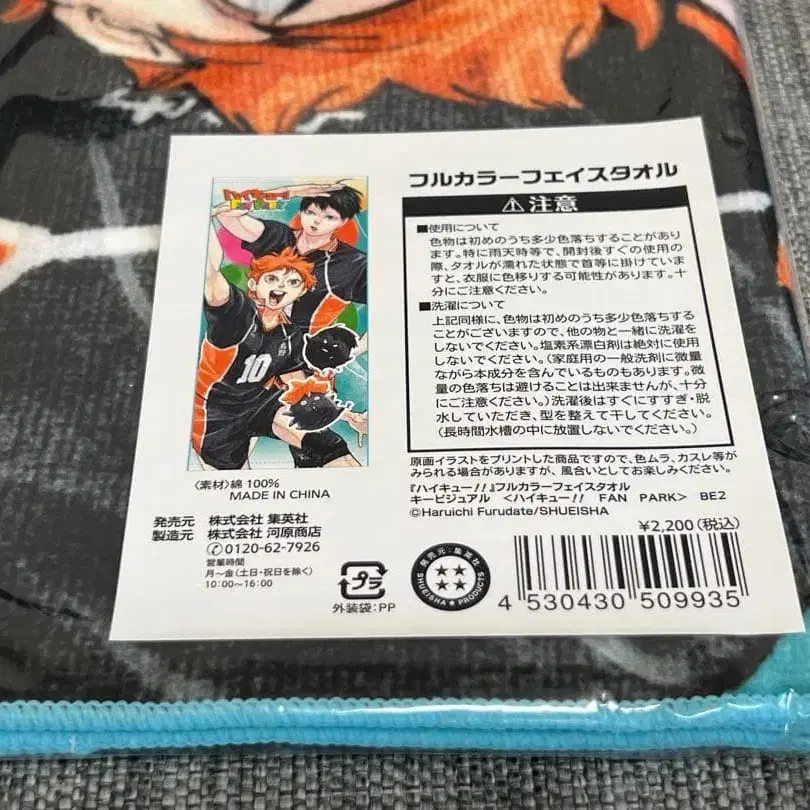 フルカラーフェイスタオル
⚠注意
■使用について
色物は初めのうち多少色落ちすることがあり
ます。特に雨天時等で、開封後すぐの使用の
際、タオルが濡れた状態で首等に掛けていま
すと、衣服に色移りする可能性があります。十
分にご注意ください。
■洗濯について
上記同様に、色物は初めのうち多少色落ちする
ことがございますので、他の物と一緒に洗濯を
しないでください。塩素系漂白剤は絶対に使用
しないでください。(家庭用の一般洗剤に微量
ながら本成分を含んでいるものもあります。微
量の色落ちは避けることは出来ませんが、十分
にご注意ください。)洗濯後はすぐにすすぎ・脱
水していただき、型を整えて干してください。
(長時間水槽の中に放置しないでください。)
原画イラストをプリントした商品ですので、色ムラ、カスレ等が
みられる場合がありますが、風合いとしてお楽しみください。
『ハイキュー!!』フルカラーフェイスタオル
キービジュアル <ハイキュー!! FAN PARK> BE2
©Haruichi Furudate/SHUEISHA
¥2,200(税込)
ハイキュー!!
FAN PARK
10
〈素材〉綿 100%
MADE IN CHINA
発売元 株式会社 集英社
製造元 株式会社 河原商店
✆0120-62-7926
営業時間
月〜金(土日・祝日を除く)
10:00〜16:00
プラ
外装袋:PP
発売元:集英社
SHUEISHA★PRODUCTS
4 530430 509935